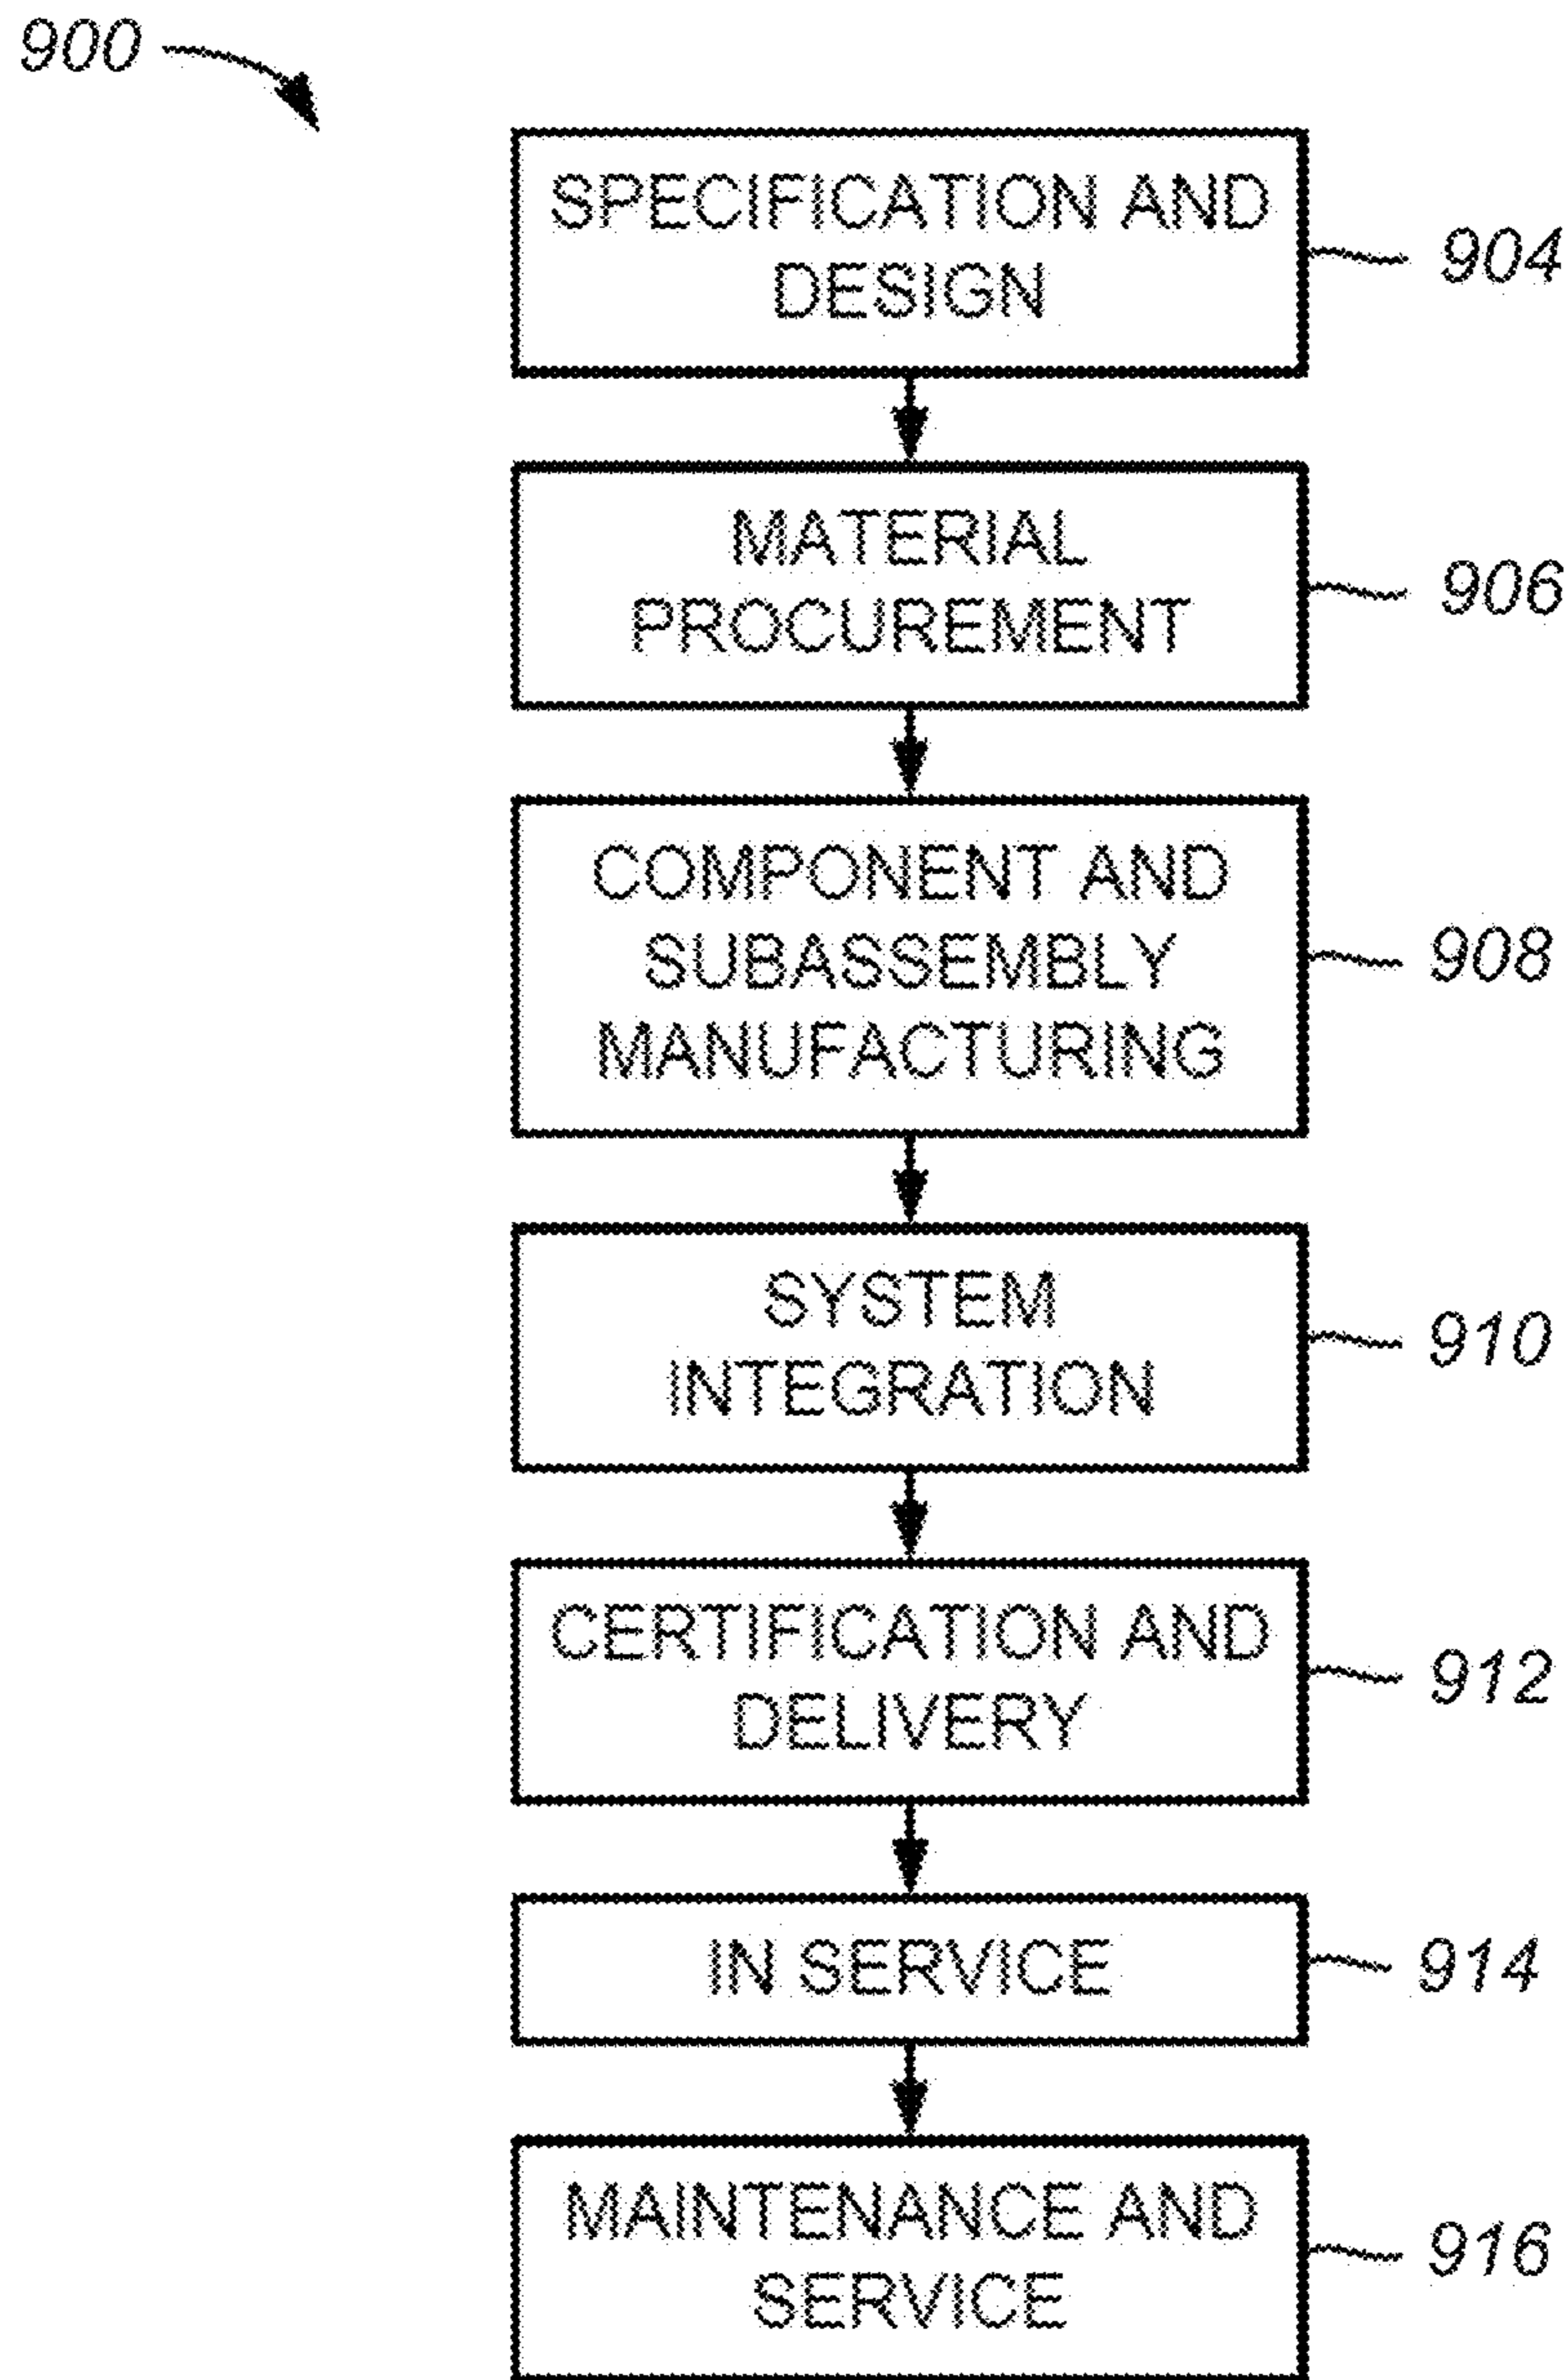 900
SPECIFICATION AND
DESIGN
904
MATERIAL
PROCUREMENT
906
COMPONENT AND
SUBASSEMBLY
MANUFACTURING
908
SYSTEM
INTEGRATION
910
CERTIFICATION AND
DELIVERY
912
IN SERVICE
914
MAINTENANCE AND
SERVICE
916